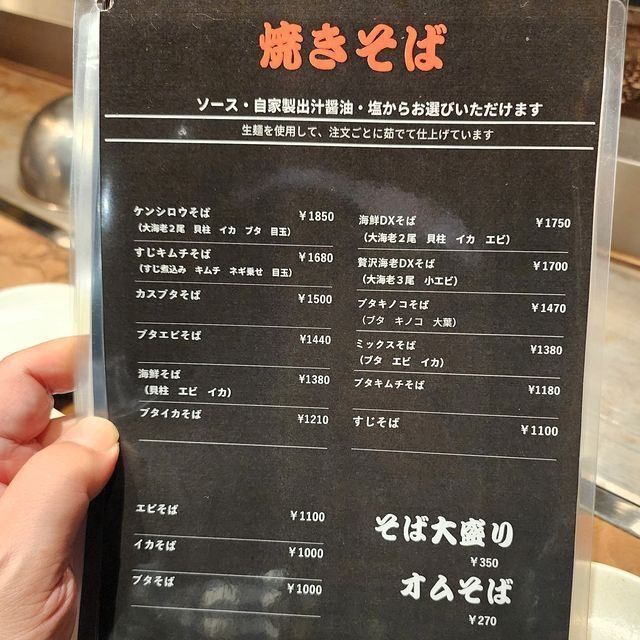 焼きそば
ソース・自家製出汁醤油・塩からお選びいただけます
生麺を使用して、注文ごとに茹でて仕上げています
ケンシロウそば ￥1850
（大海老２尾 貝柱 イカ ブタ 目玉）
すじキムチそば ￥1680
（すじ煮込み キムチ ネギ乗せ 目玉）
カスブタそば ￥1500
ブタエビそば ¥1440
海鮮そば ¥1380
（貝柱 エビ イカ）
ブタイカそば ¥1210
海鮮DXそば ￥1750
（大海老２尾 貝柱 イカ エビ）
贅沢海老DXそば ￥1700
（大海老３尾 小エビ）
ブタキノコそば ￥1470
（ブタ キノコ 大葉）
ミックスそば ¥1380
（ブタ エビ イカ）
ブタキムチそば ¥1180
すじそば ￥1100
エビそば ￥1100
イカそば ￥1000
ブタそば ￥1000
そば大盛り
￥350
オムそば
￥270